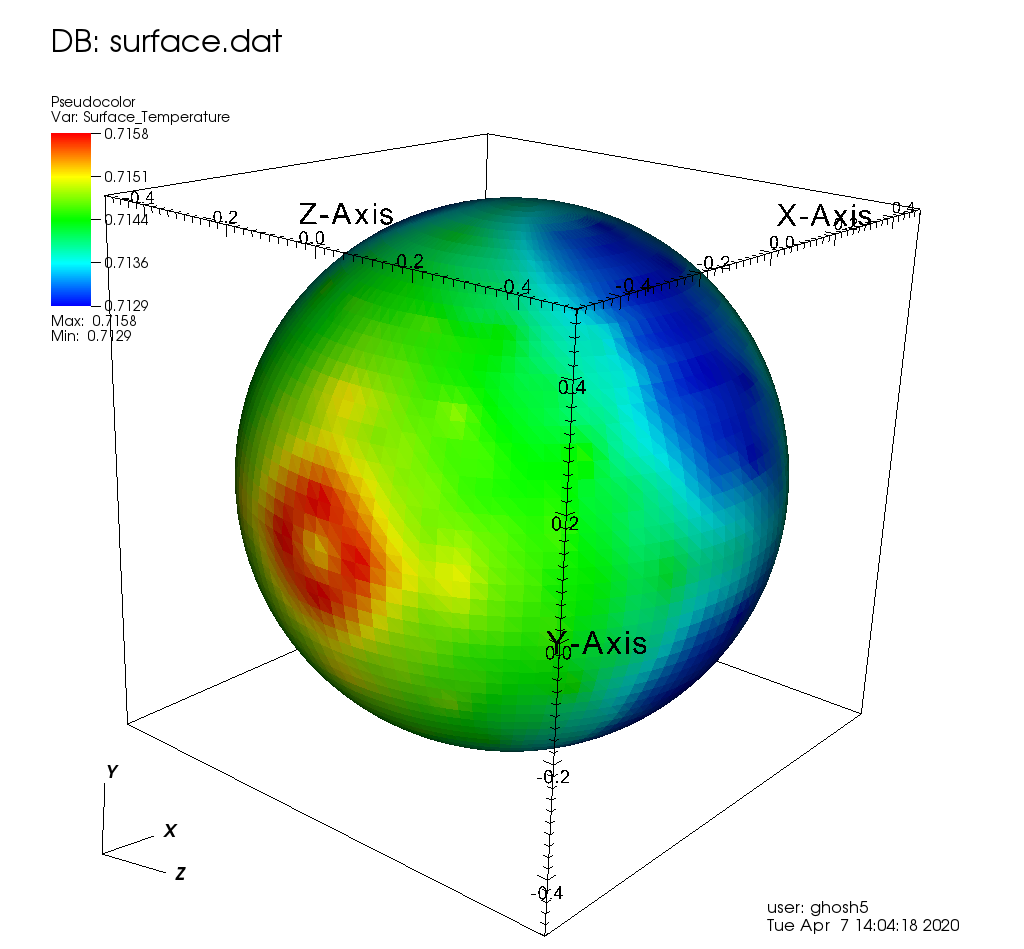 DB: surface.dat
Pseudocolor
Var: Surface_Temperature
0.7158
0.7151
0.7144
0.7136
0.7129
Max: 0.7158
Min: 0.7129
-0.4
-0.2
0.0
0.2
0.4
Z-Axis
X-Axis
-0.4
-0.2
0.0
0.2
0.4
0.4
0.2
0.0
-0.2
-0.4
Y-Axis
Y
X
Z
user: ghosh5
Tue Apr 7 14:04:18 2020